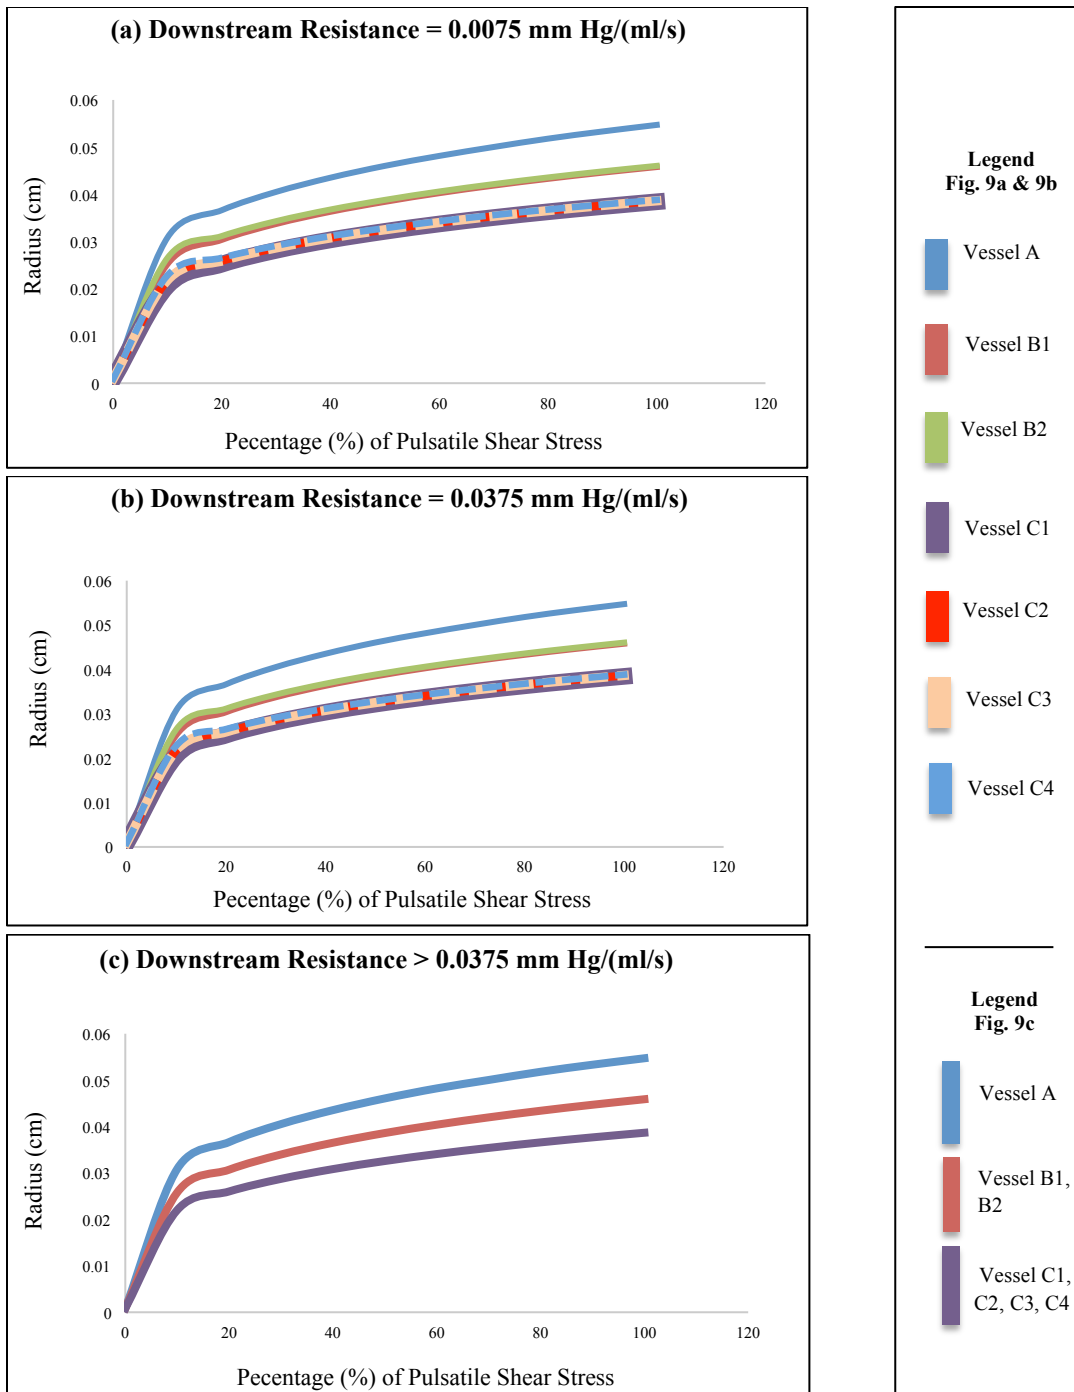 (a) Downstream Resistance = 0.0075 mm Hg/(ml/s)
0.06
0.05
0.04
0.03
0.02
0.01
0
Radius (cm)
0 20 40 60 80 100 120
Pecentage (%) of Pulsatile Shear Stress
(b) Downstream Resistance = 0.0375 mm Hg/(ml/s)
0.06
0.05
0.04
0.03
0.02
0.01
0
Radius (cm)
0 20 40 60 80 100 120
Pecentage (%) of Pulsatile Shear Stress
(c) Downstream Resistance > 0.0375 mm Hg/(ml/s)
0.06
0.05
0.04
0.03
0.02
0.01
0
Radius (cm)
0 20 40 60 80 100 120
Pecentage (%) of Pulsatile Shear Stress
Legend
Fig. 9a & 9b
Vessel A
Vessel B1
Vessel B2
Vessel C1
Vessel C2
Vessel C3
Vessel C4
Legend
Fig. 9c
Vessel A
Vessel B1,
B2
Vessel C1,
C2, C3, C4